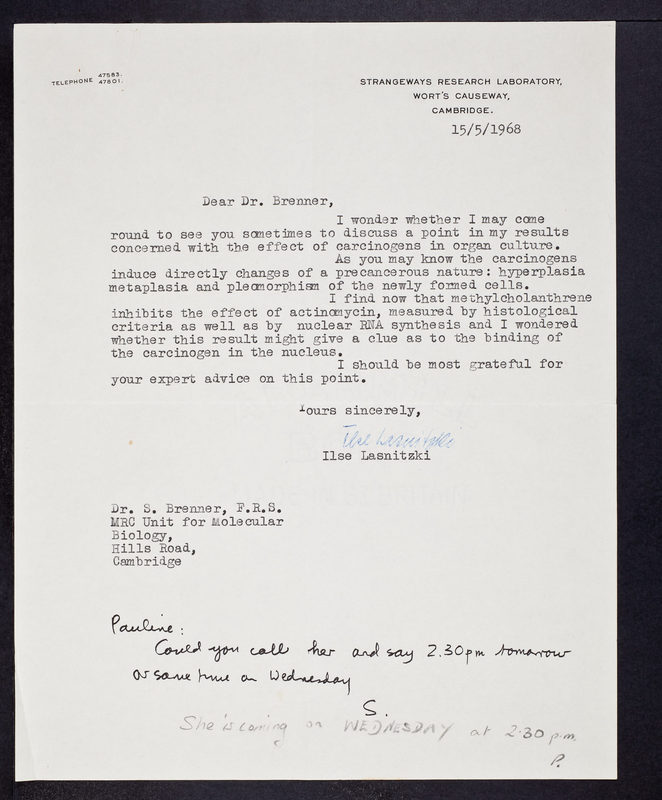 TELEPHONE 47583.
47801.
STRANGEWAYS RESEARCH LABORATORY,
WORT'S CAUSEWAY,
CAMBRIDGE.
15/5/1968
Dear Dr. Brenner,
I wonder whether I may come
round to see you sometimes to discuss a point in my results
concerned with the effect of carcinogens in organ culture.
As you may know the carcinogens
induce directly changes of a precancerous nature: hyperplasia
metaplasia and pleomorphism of the newly formed cells.
I find now that methylcholanthrene
inhibits the effect of actinomycin, measured by histological
criteria as well as by nuclear RNA synthesis and I wondered
whether this result might give a clue as to the binding of
the carcinogen in the nucleus.
I should be most grateful for
your expert advice on this point.
Yours sincerely,
Ilse Lasnitzki
Ilse Lasnitzki
Dr. S. Brenner, F.R.S.
MRC Unit for Molecular
Biology,
Hills Road,
Cambridge
Pauline:
Could you call her and say 2.30pm tomorrow
or same time on Wednesday
S.
She is coming on WEDNESDAY at 2.30 p.m.
P.